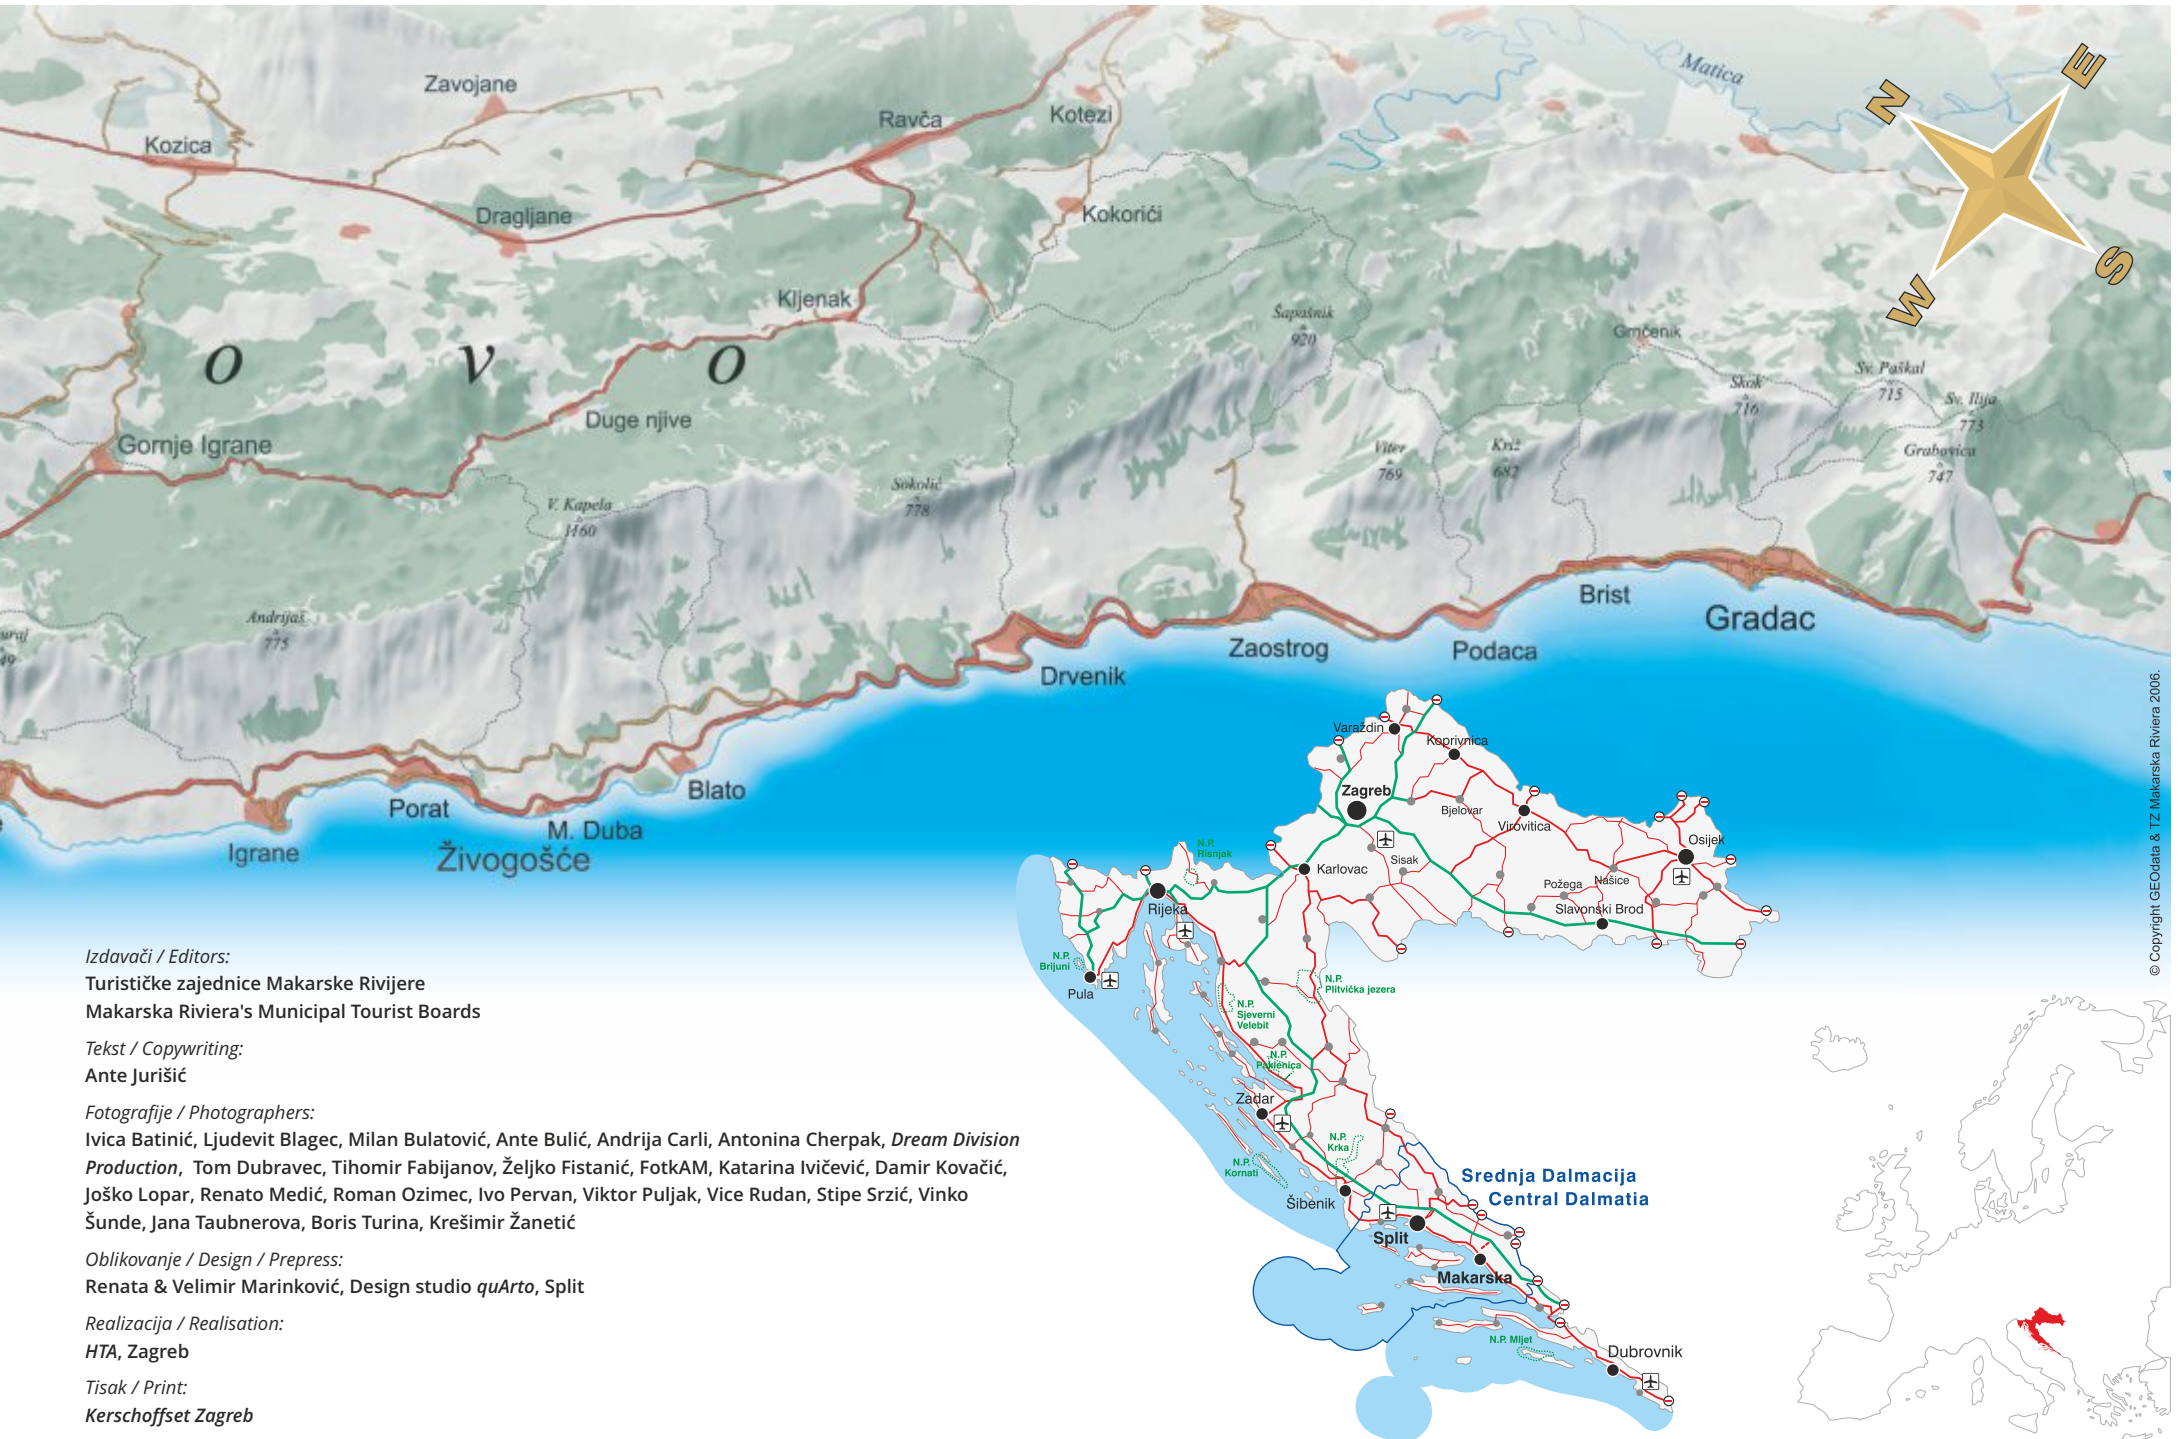 Zavojane
Matica
N
E
Ravča
Kotezi
Kozica
Dragljane
Kokorići
S
W
Kljenak
Šapašnik
920
Grnčenik
o v o
Sv. Paškal
715
Skok
716
Sv. Ilija
773
Duge njive
Gornje Igrane
Viter
769
Križ
682
Grabovica
747
V. Kapela
1160
Sokolić
778
Andrijaš
775
Brist
Gradac
Zaostrog
Podaca
Drvenik
Blato
Porat
M. Duba
Živogošće
Igrane
© Copyright GEOdata & TZ Makarska Riviera 2006.
Varaždin
Koprivnica
Zagreb
Bjelovar
Virovitica
Osijek
N.P.
Risnjak
Karlovac
Sisak
Požega
Našice
Slavonski Brod
Rijeka
N.P.
Brijuni
Pula
N.P.
Plitvička jezera
N.P.
Sjeverni
Velebit
N.P.
Paklenica
Zadar
N.P.
Krka
N.P.
Kornati
Šibenik
Srednja Dalmacija
Central Dalmatia
Split
Makarska
N.P. Mljet
Dubrovnik
Izdavači / Editors:
Turističke zajednice Makarske Rivijere
Makarska Riviera's Municipal Tourist Boards
Tekst / Copywriting:
Ante Jurišić
Fotografije / Photographers:
Ivica Batinić, Ljudevit Blagec, Milan Bulatović, Ante Bulić, Andrija Carli, Antonina Cherpak, Dream Division
Production, Tom Dubravec, Tihomir Fabijanov, Željko Fistanić, FotkAM, Katarina Ivičević, Damir Kovačić,
Joško Lopar, Renato Medić, Roman Ozimec, Ivo Pervan, Viktor Puljak, Vice Rudan, Stipe Srzić, Vinko
Šunde, Jana Taubnerova, Boris Turina, Krešimir Žanetić
Oblikovanje / Design / Prepress:
Renata & Velimir Marinković, Design studio quArto, Split
Realizacija / Realisation:
HTA, Zagreb
Tisak / Print:
Kerschoffset Zagreb